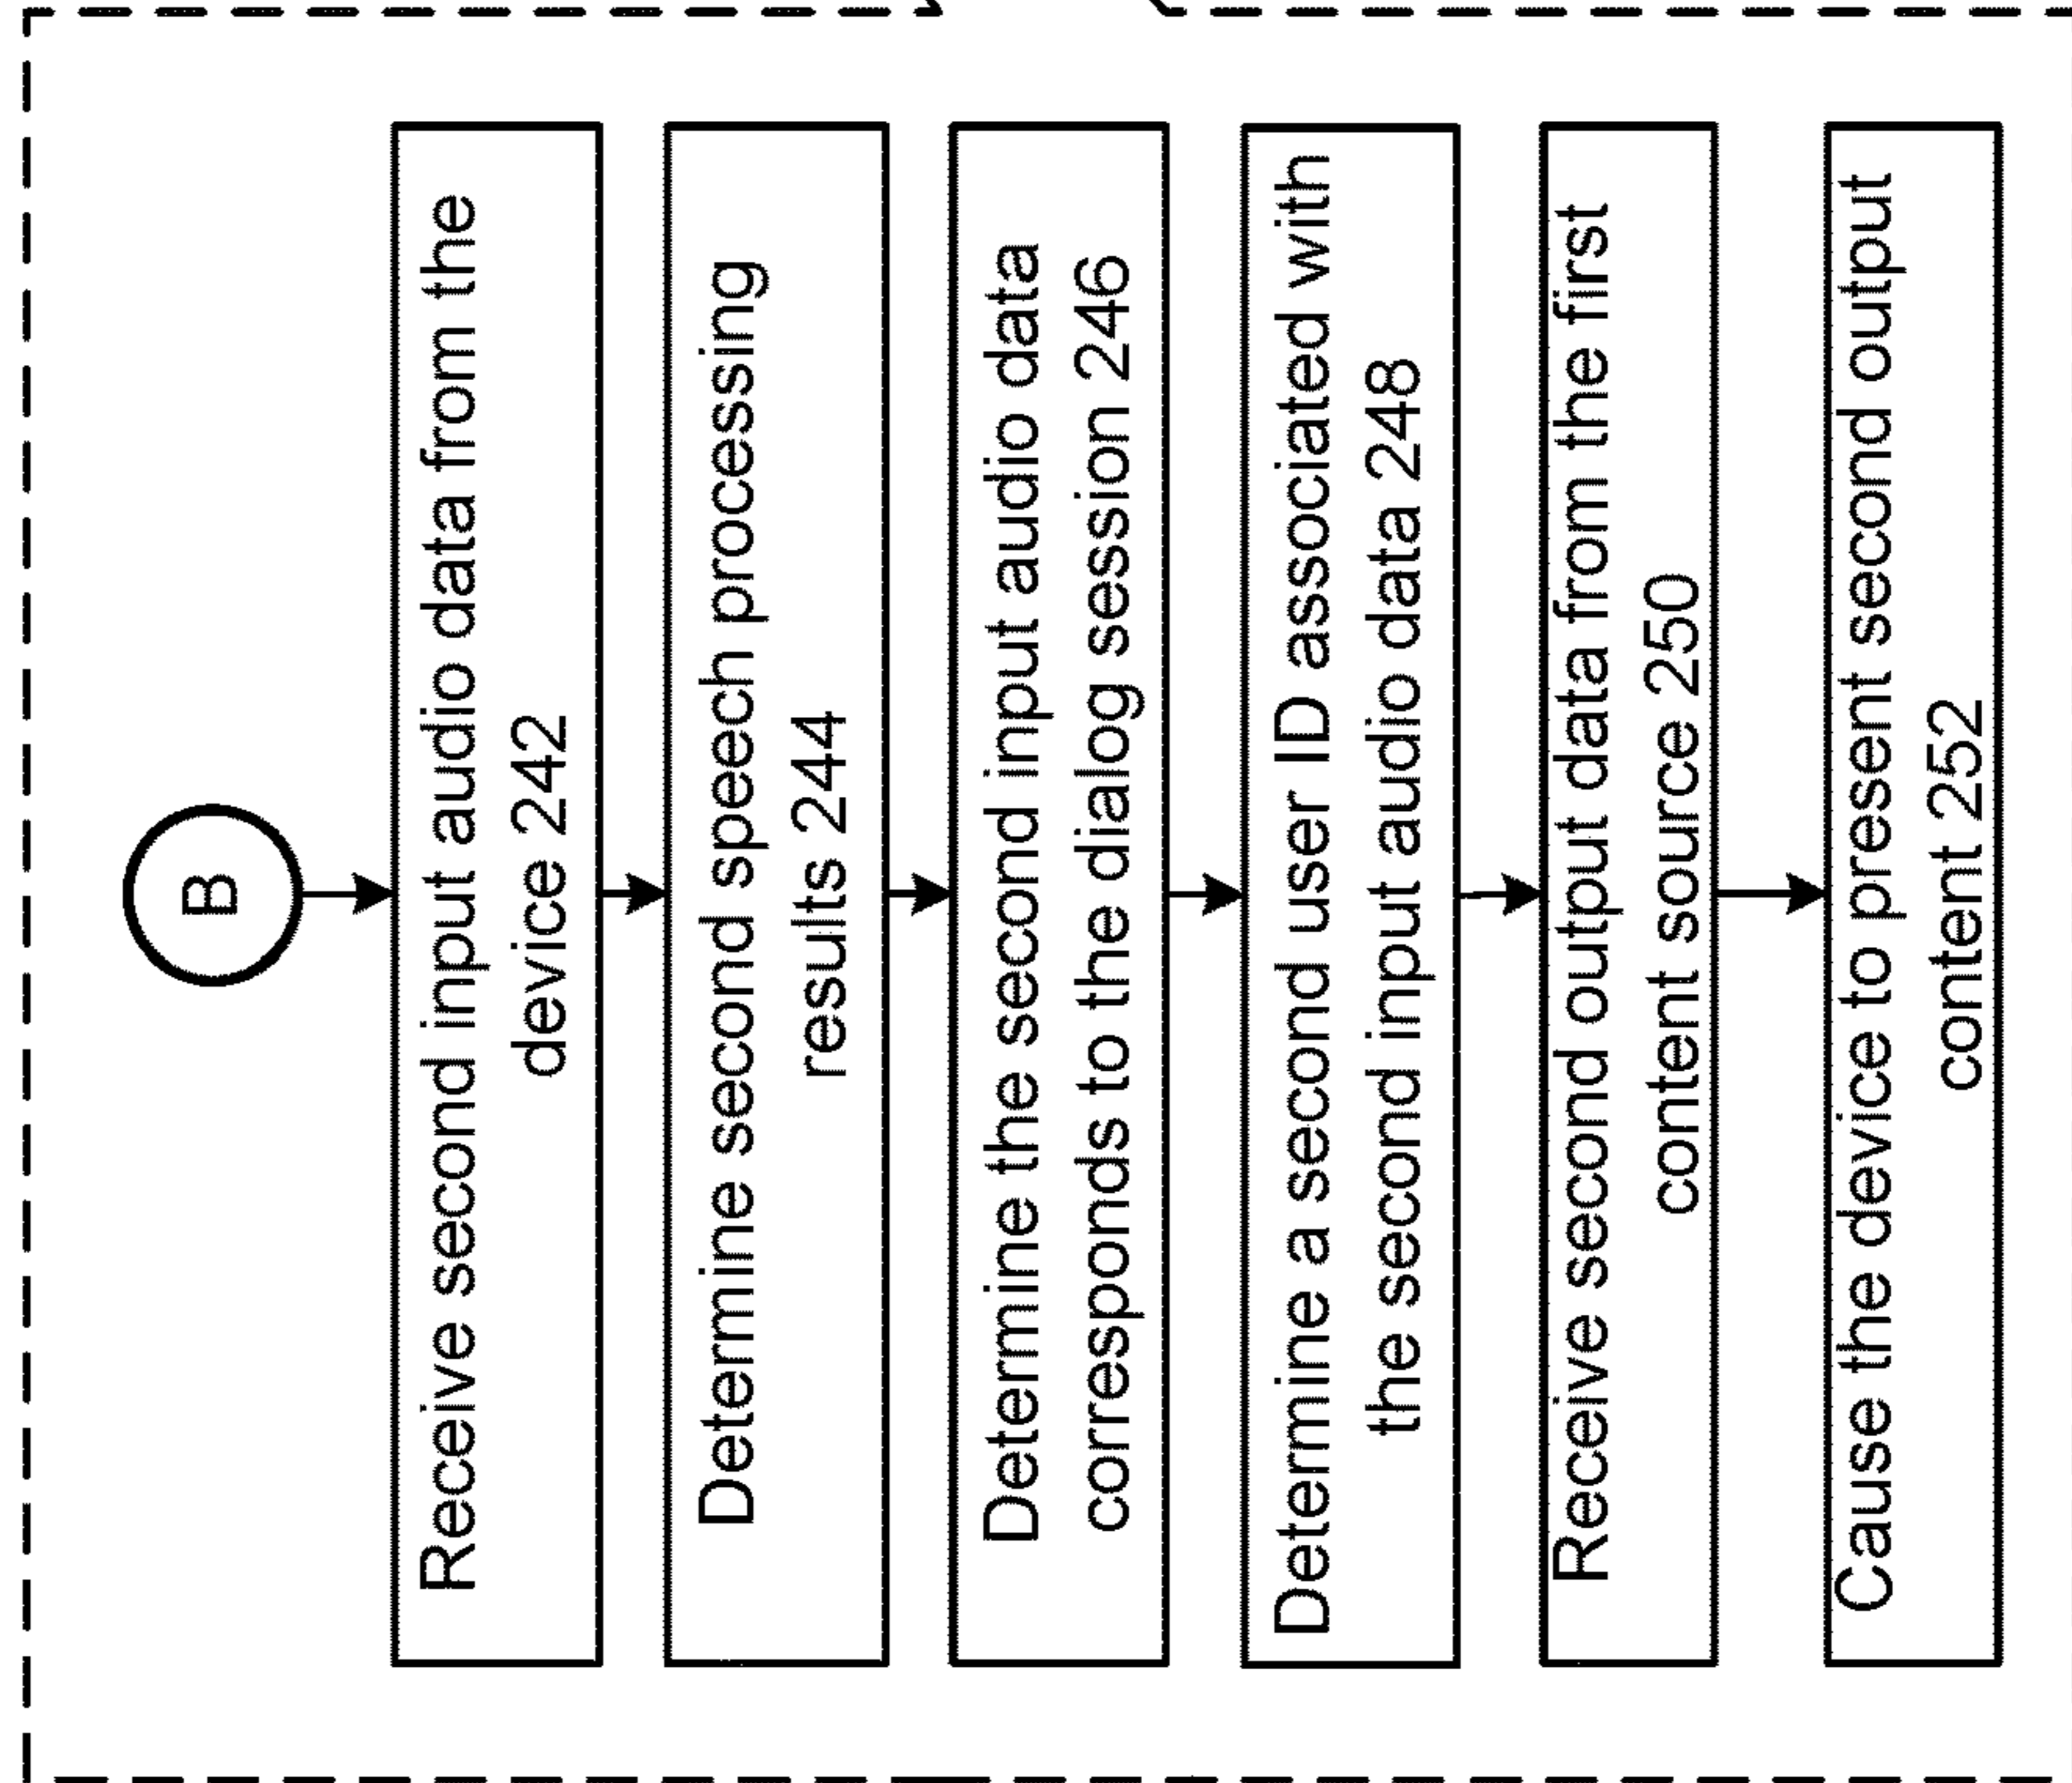 B
Receive second input audio data from the
device 242
Determine second speech processing
results 244
Determine the second input audio data
corresponds to the dialog session 246
Determine a second user ID associated with
the second input audio data 248
Receive second output data from the first
content source 250
Cause the device to present second output
content 252